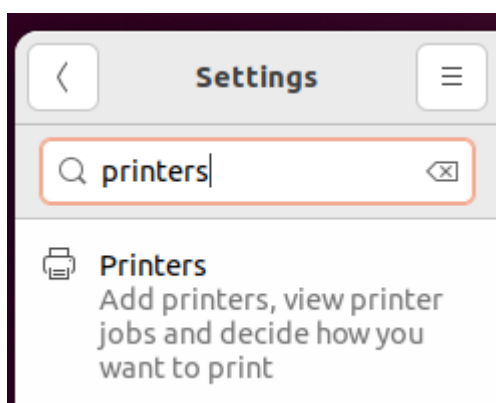 Settings
printers
Printers
Add printers, view printer
jobs and decide how you
want to print